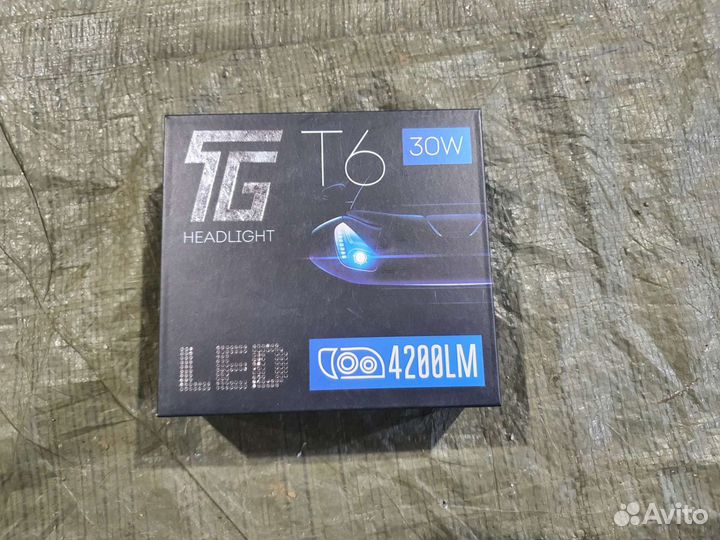 TG
T6
30W
HEADLIGHT
LED
4200LM
Avito